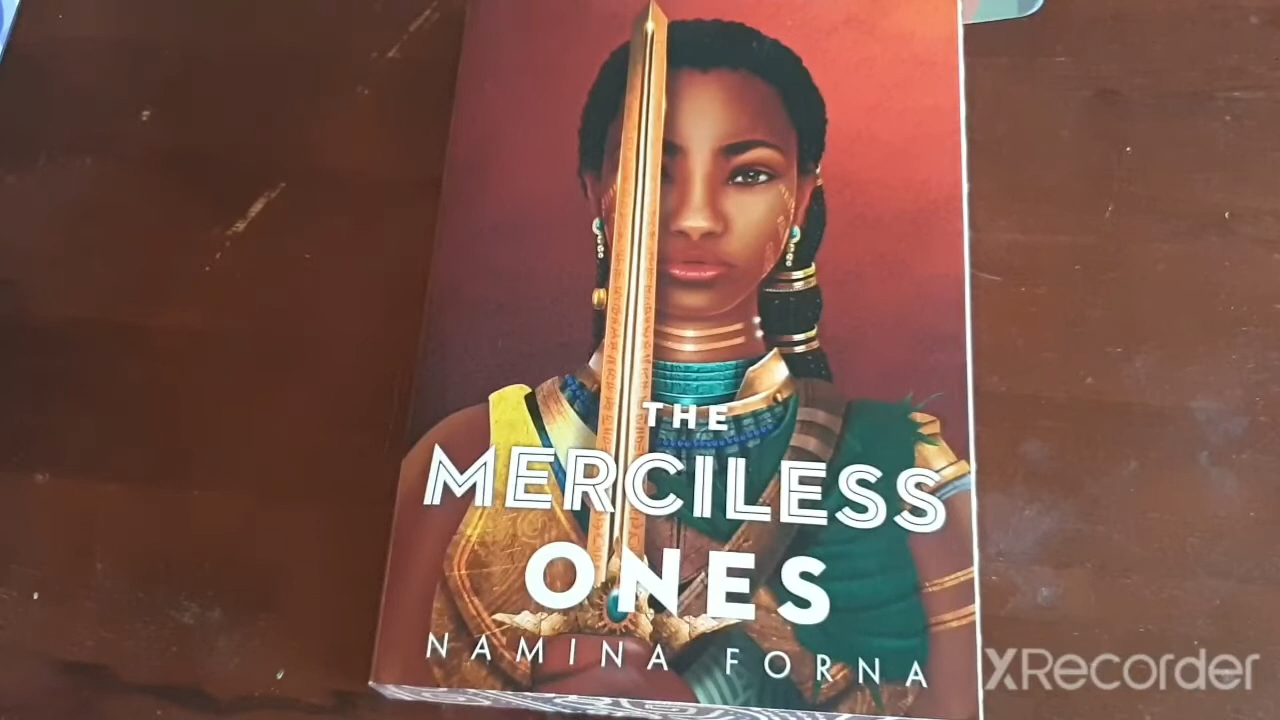 THE
MERCILESS
ONES
NAMINA FORNA
XRecorder